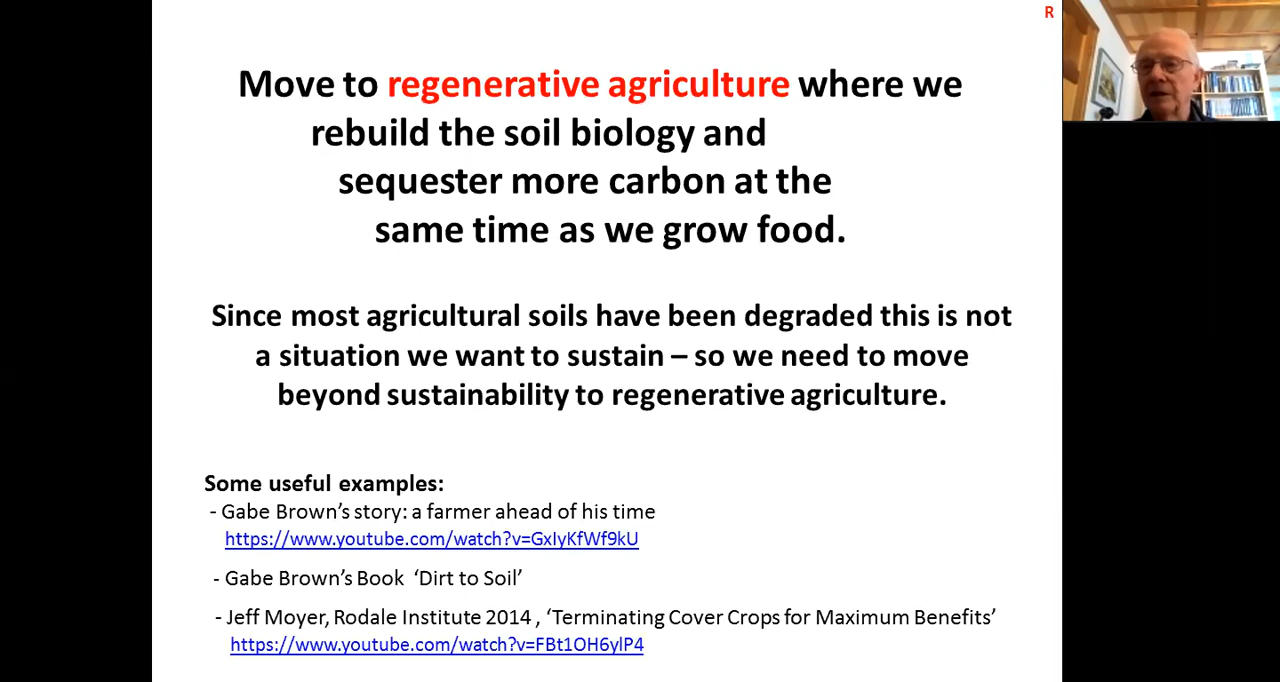 R
Move to regenerative agriculture where we
rebuild the soil biology and
sequester more carbon at the
same time as we grow food.
Since most agricultural soils have been degraded this is not
a situation we want to sustain – so we need to move
beyond sustainability to regenerative agriculture.
Some useful examples:
- Gabe Brown’s story: a farmer ahead of his time
https://www.youtube.com/watch?v=GxIyKfWf9kU
- Gabe Brown’s Book ‘Dirt to Soil’
- Jeff Moyer, Rodale Institute 2014 , ‘Terminating Cover Crops for Maximum Benefits’
https://www.youtube.com/watch?v=FBt1OH6ylP4